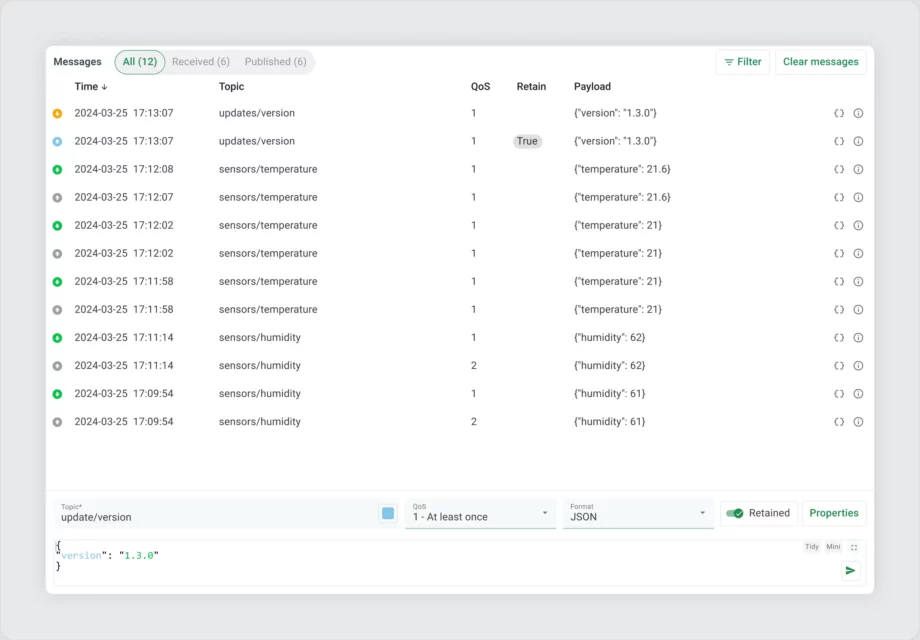 Messages All (12) Received (6) Published (6) Filter Clear messages
Time Topic QoS Retain Payload
2024-03-25 17:13:07 updates/version 1 {"version": "1.3.0"}
2024-03-25 17:13:07 updates/version 1 True {"version": "1.3.0"}
2024-03-25 17:12:08 sensors/temperature 1 {"temperature": 21.6}
2024-03-25 17:12:07 sensors/temperature 1 {"temperature": 21.6}
2024-03-25 17:12:02 sensors/temperature 1 {"temperature": 21}
2024-03-25 17:12:02 sensors/temperature 1 {"temperature": 21}
2024-03-25 17:11:58 sensors/temperature 1 {"temperature": 21}
2024-03-25 17:11:58 sensors/temperature 1 {"temperature": 21}
2024-03-25 17:11:14 sensors/humidity 1 {"humidity": 62}
2024-03-25 17:11:14 sensors/humidity 2 {"humidity": 62}
2024-03-25 17:09:54 sensors/humidity 1 {"humidity": 61}
2024-03-25 17:09:54 sensors/humidity 2 {"humidity": 61}
Topic* QoS Format
update/version 1 - At least once JSON Retained Properties
{ Tidy Mini
"version": "1.3.0"
}